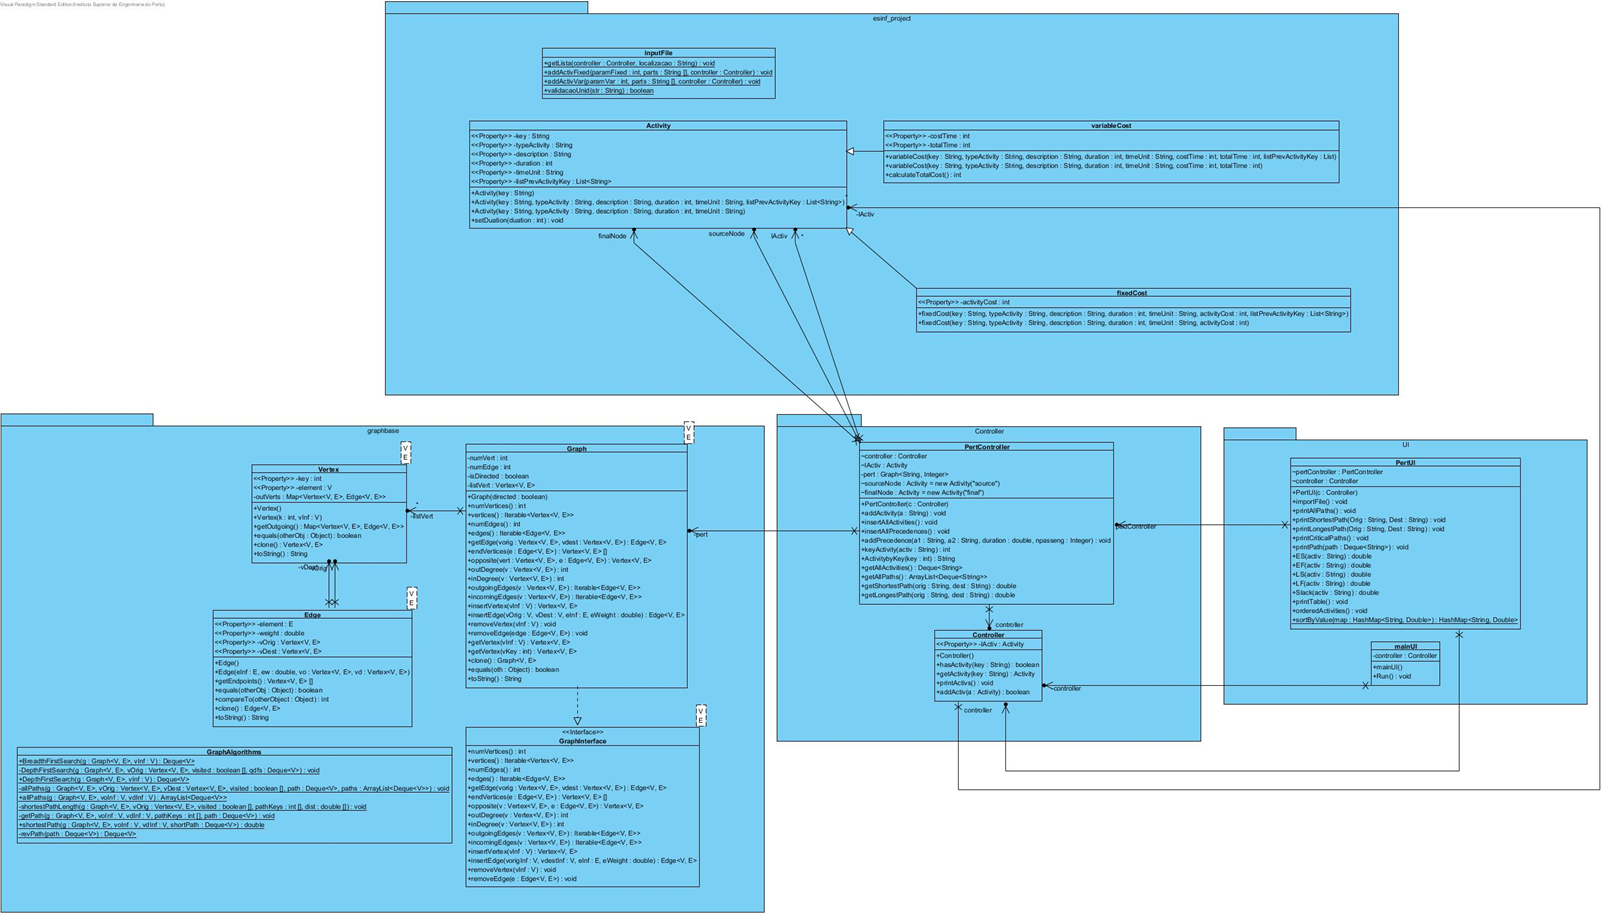 Visual Paradigm Standard Edition(Instituto Superior de Engenharia do Porto)
esinf_project
inputFile
+getLista(controller : Controller, localizacao : String) : void
+addActivFixed(paramFixed : int, parts : String [], controller : Controller) : void
+addActivVar(paramVar : int, parts : String [], controller : Controller) : void
+validacaoUnid(str : String) : boolean
Activity
<<Property>> -key : String
<<Property>> -typeActivity : String
<<Property>> -description : String
<<Property>> -duration : int
<<Property>> -timeUnit : String
<<Property>> -listPrevActivityKey : List<String>
+Activity(key : String)
+Activity(key : String, typeActivity : String, description : String, duration : int, timeUnit : String, listPrevActivityKey : List<String>)
+Activity(key : String, typeActivity : String, description : String, duration : int, timeUnit : String)
+setDuation(duation : int) : void
variableCost
<<Property>> -costTime : int
<<Property>> -totalTime : int
+variableCost(key : String, typeActivity : String, description : String, duration : int, timeUnit : String, costTime : int, totalTime : int, listPrevActivityKey : List)
+variableCost(key : String, typeActivity : String, description : String, duration : int, timeUnit : String, costTime : int, totalTime : int)
+calculateTotalCost() : int
-lActiv
finalNode
sourceNode
lActiv
*
fixedCost
<<Property>> -activityCost : int
+fixedCost(key : String, typeActivity : String, description : String, duration : int, timeUnit : String, activityCost : int, listPrevActivityKey : List<String>)
+fixedCost(key : String, typeActivity : String, description : String, duration : int, timeUnit : String, activityCost : int)
graphbase
V
E
Vertex
<<Property>> -key : int
<<Property>> -element : V
-outVerts : Map<Vertex<V, E>, Edge<V, E>>
+Vertex()
+Vertex(k : int, vInf : V)
+getOutgoing() : Map<Vertex<V, E>, Edge<V, E>>
+equals(otherObj : Object) : boolean
+clone() : Vertex<V, E>
+toString() : String
*
-listVert
V
E
Edge
<<Property>> -element : E
<<Property>> -weight : double
<<Property>> -vOrig : Vertex<V, E>
<<Property>> -vDest : Vertex<V, E>
+Edge()
+Edge(eInf : E, ew : double, vo : Vertex<V, E>, vd : Vertex<V, E>)
+getEndpoints() : Vertex<V, E> []
+equals(otherObj : Object) : boolean
+compareTo(otherObject : Object) : int
+clone() : Edge<V, E>
+toString() : String
V
E
Graph
-numVert : int
-numEdge : int
-isDirected : boolean
-listVert : Vertex<V, E>
+Graph(directed : boolean)
+numVertices() : int
+vertices() : Iterable<Vertex<V, E>>
+numEdges() : int
+edges() : Iterable<Edge<V, E>>
+getEdge(vorig : Vertex<V, E>, vdest : Vertex<V, E>) : Edge<V, E>
+endVertices(e : Edge<V, E>) : Vertex<V, E> []
+opposite(vert : Vertex<V, E>, e : Edge<V, E>) : Vertex<V, E>
+outDegree(v : Vertex<V, E>) : int
+inDegree(v : Vertex<V, E>) : int
+outgoingEdges(v : Vertex<V, E>) : Iterable<Edge<V, E>>
+incomingEdges(v : Vertex<V, E>) : Iterable<Edge<V, E>>
+insertVertex(vInf : V) : Vertex<V, E>
+insertEdge(vOrig : V, vDest : V, eInf : E, eWeight : double) : Edge<V, E>
+removeVertex(vInf : V) : void
+removeEdge(edge : Edge<V, E>) : void
+getVertex(vInf : V) : Vertex<V, E>
+getVertex(vKey : int) : Vertex<V, E>
+clone() : Graph<V, E>
+equals(oth : Object) : boolean
+toString() : String
-pert
V
E
<<Interface>>
GraphInterface
+numVertices() : int
+vertices() : Iterable<Vertex<V, E>>
+numEdges() : int
+edges() : Iterable<Edge<V, E>>
+getEdge(vorig : Vertex<V, E>, vdest : Vertex<V, E>) : Edge<V, E>
+endVertices(e : Edge<V, E>) : Vertex<V, E> []
+opposite(v : Vertex<V, E>, e : Edge<V, E>) : Vertex<V, E>
+outDegree(v : Vertex<V, E>) : int
+inDegree(v : Vertex<V, E>) : int
+outgoingEdges(v : Vertex<V, E>) : Iterable<Edge<V, E>>
+incomingEdges(v : Vertex<V, E>) : Iterable<Edge<V, E>>
+insertVertex(vInf : V) : Vertex<V, E>
+insertEdge(vorigInf : V, vdestInf : V, eInf : E, eWeight : double) : Edge<V, E>
+removeVertex(vInf : V) : void
+removeEdge(e : Edge<V, E>) : void
GraphAlgorithms
+BreadthFirstSearch(g : Graph<V, E>, vInf : V) : Deque<V>
-DepthFirstSearch(g : Graph<V, E>, vOrig : Vertex<V, E>, visited : boolean [], qdfs : Deque<V>) : void
+DepthFirstSearch(g : Graph<V, E>, vInf : V) : Deque<V>
-allPaths(g : Graph<V, E>, vOrig : Vertex<V, E>, vDest : Vertex<V, E>, visited : boolean [], path : Deque<V>, paths : ArrayList<Deque<V>>) : void
+allPaths(g : Graph<V, E>, voInf : V, vdInf : V) : ArrayList<Deque<V>>
-shortestPathLength(g : Graph<V, E>, vOrig : Vertex<V, E>, visited : boolean [], pathKeys : int [], dist : double []) : void
-getPath(g : Graph<V, E>, voInf : V, vdInf : V, pathKeys : int [], path : Deque<V>) : void
+shortestPath(g : Graph<V, E>, voInf : V, vdInf : V, shortPath : Deque<V>) : double
-revPath(path : Deque<V>) : Deque<V>
Controller
PertController
~controller : Controller
~lActiv : Activity
-pert : Graph<String, Integer>
~sourceNode : Activity = new Activity("source")
~finalNode : Activity = new Activity("final")
+PertController(c : Controller)
+addActivity(a : String) : void
+insertAllActivities() : void
+insertAllPrecedences() : void
+addPrecedence(a1 : String, a2 : String, duration : double, npasseng : Integer) : void
+keyActivity(activ : String) : int
+ActivitybyKey(key : int) : String
+getAllActivities() : Deque<String>
+getAllPaths() : ArrayList<Deque<String>>
+getShortestPath(orig : String, dest : String) : double
+getLongestPath(orig : String, dest : String) : double
controller
Controller
<<Property>> -lActiv : Activity
+Controller()
+hasActivity(key : String) : boolean
+getActivity(key : String) : Activity
+printActivs() : void
+addActiv(a : Activity) : boolean
controller
-controller
UI
PertUI
~pertController : PertController
~controller : Controller
+PertUI(c : Controller)
+importFile() : void
+printAllPaths() : void
+printShortestPath(Orig : String, Dest : String) : void
+printLongestPath(Orig : String, Dest : String) : void
+printCriticalPaths() : void
+printPath(path : Deque<String>) : void
+ES(activ : String) : double
+EF(activ : String) : double
+LS(activ : String) : double
+LF(activ : String) : double
+Slack(activ : String) : double
+printTable() : void
+orderedActivities() : void
+sortByValue(map : HashMap<String, Double>) : HashMap<String, Double>
mainUI
-controller : Controller
+mainUI()
+Run() : void